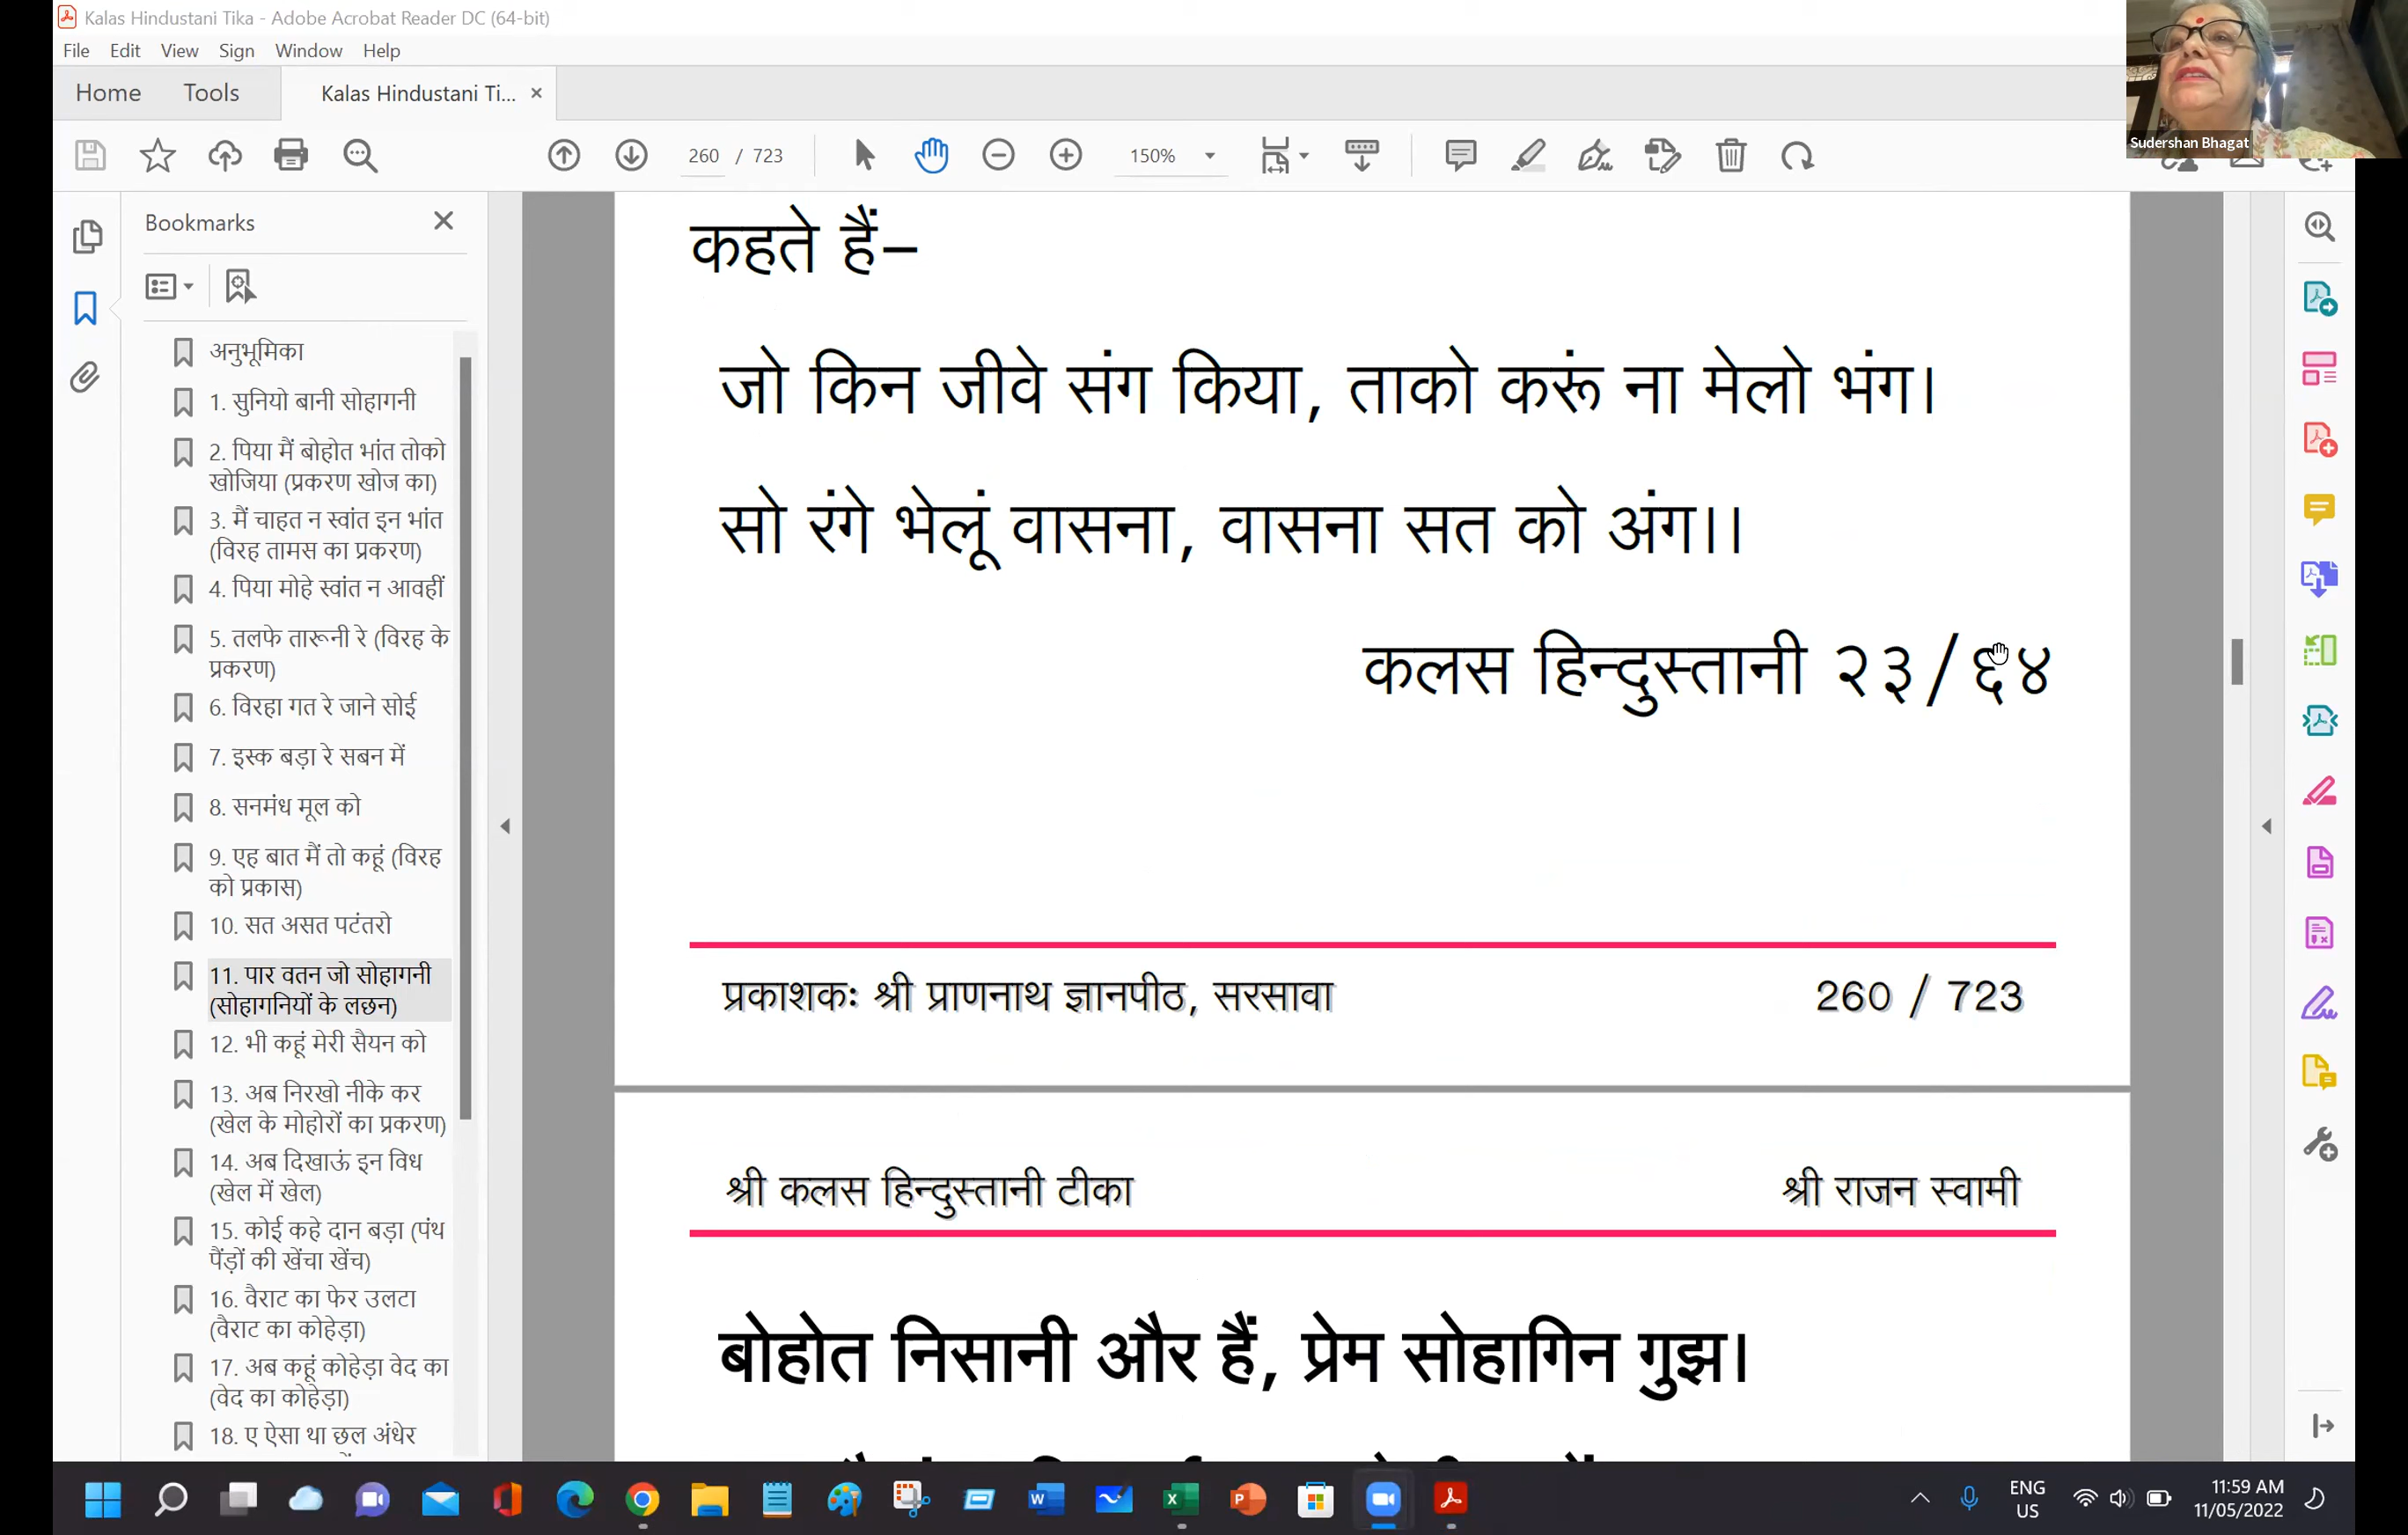 Kalas Hindustani Tika - Adobe Acrobat Reader DC (64-bit)
File Edit View Sign Window Help
Home Tools Kalas Hindustani Ti... ×
260 / 723 150%
Sudershan Bhagat
Bookmarks
अनुभूमिका
1. सुनियो बानी सोहागनी
2. पिया मैं बोहोत भांत तोको
खोजिया (प्रकरण खोज का)
3. मैं चाहत न स्वांत इन भांत
(विरह तामस का प्रकरण)
4. पिया मोहे स्वांत न आवहीं
5. तलफे तारूनी रे (विरह के
प्रकरण)
6. विरहा गत रे जाने सोई
7. इस्क बड़ा रे सबन में
8. सनमंध मूल को
9. एह बात मैं तो कहूं (विरह
को प्रकास)
10. सत असत पटंतरो
11. पार वतन जो सोहागनी
(सोहागनियों के लछन)
12. भी कहूं मेरी सैयन को
13. अब निरखो नीके कर
(खेल के मोहोरों का प्रकरण)
14. अब दिखाऊं इन विध
(खेल में खेल)
15. कोई कहे दान बड़ा (पंथ
पैंड़ों की खेंचा खेंच)
16. वैराट का फेर उलटा
(वैराट का कोहेड़ा)
17. अब कहूं कोहेड़ा वेद का
(वेद का कोहेड़ा)
18. ए ऐसा था छल अंधेर
कहते हैं–
जो किन जीवे संग किया, ताको करूं ना मेलो भंग।
सो रंगे भेलूं वासना, वासना सत को अंग।।
कलस हिन्दुस्तानी २३/६४
प्रकाशकः श्री प्राणनाथ ज्ञानपीठ, सरसावा 260 / 723
श्री कलस हिन्दुस्तानी टीका श्री राजन स्वामी
बोहोत निसानी और हैं, प्रेम सोहागिन गुझ।
ENG
US
11:59 AM
11/05/2022